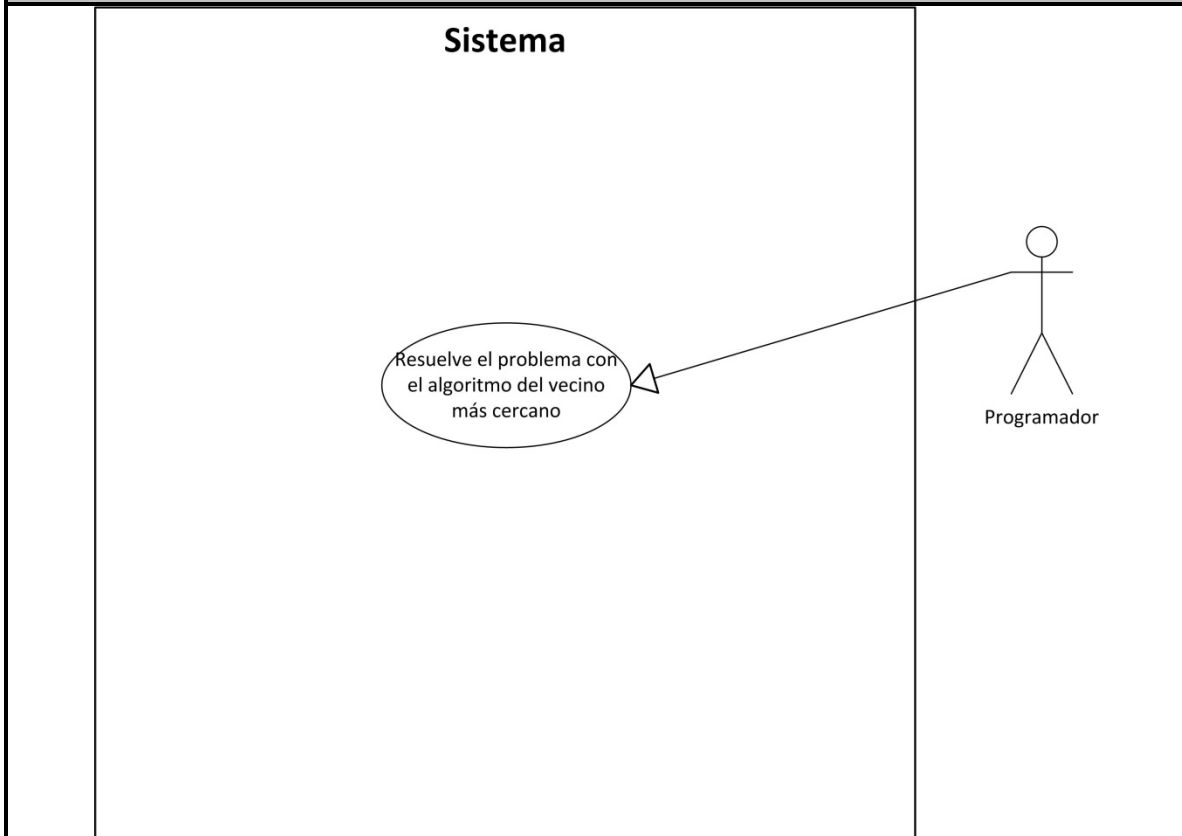 Sistema
Resuelve el problema con
el algoritmo del vecino
más cercano
Programador